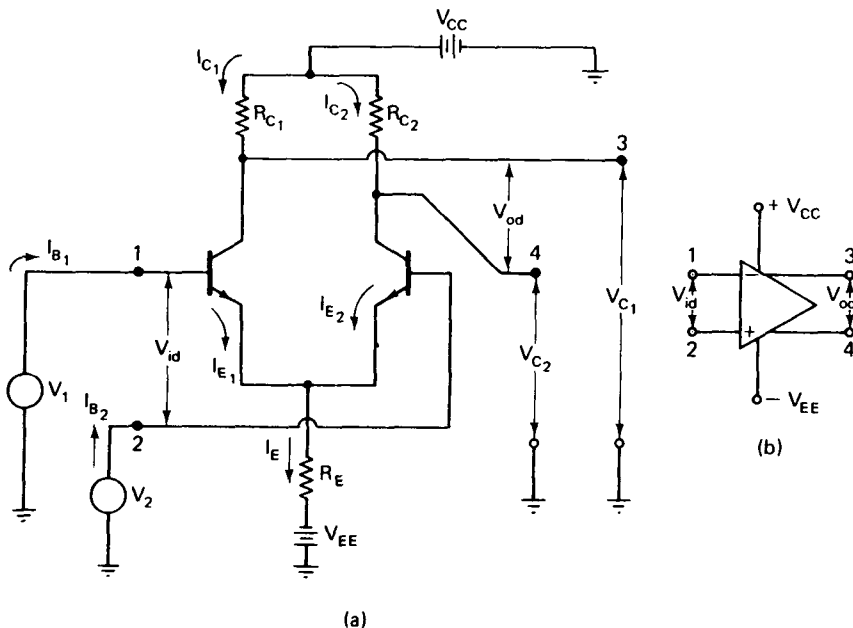 V_CC
I_C1
I_C2
R_C1
R_C2
3
V_od
4
I_B1
1
I_E2
V_C1
V_C2
V_id
I_E1
V_1
I_B2
2
I_E
R_E
V_2
V_EE
(a)
+ V_CC
1
3
−
V_id
V_od
+
2
4
− V_EE
(b)